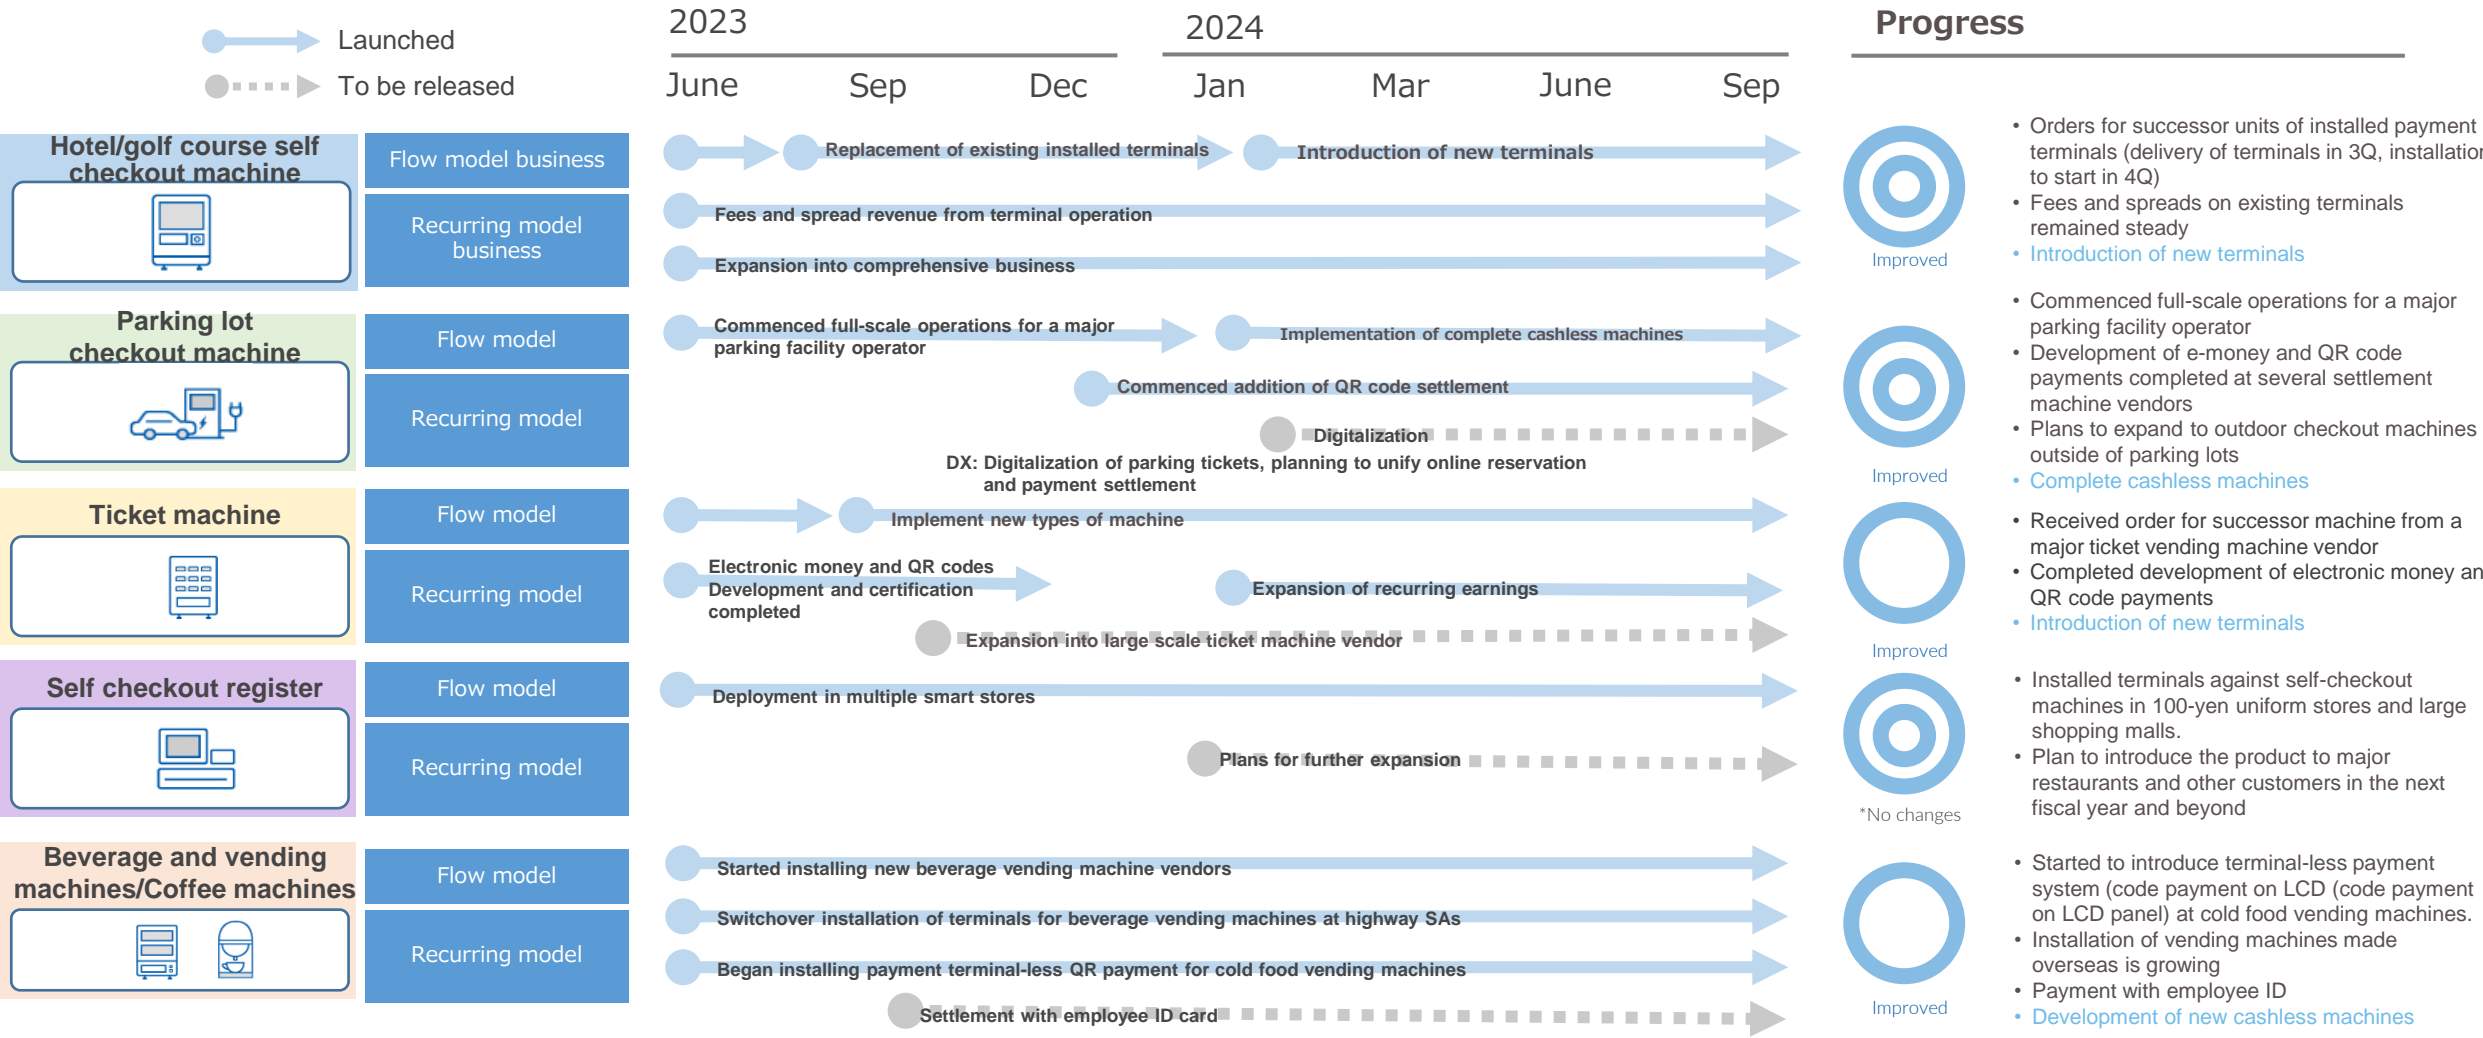 Launched
To be released
2023
2024
Progress
June
Sep
Dec
Jan
Mar
June
Sep
Hotel/golf course self
checkout machine
Flow model business
Recurring model
business
Replacement of existing installed terminals
Introduction of new terminals
Fees and spread revenue from terminal operation
Expansion into comprehensive business
Improved
• Orders for successor units of installed payment
terminals (delivery of terminals in 3Q, installation
to start in 4Q)
• Fees and spreads on existing terminals
remained steady
• Introduction of new terminals
Parking lot
checkout machine
Flow model
Recurring model
Commenced full-scale operations for a major
parking facility operator
Implementation of complete cashless machines
Commenced addition of QR code settlement
Digitalization
DX: Digitalization of parking tickets, planning to unify online reservation
and payment settlement
Improved
• Commenced full-scale operations for a major
parking facility operator
• Development of e-money and QR code
payments completed at several settlement
machine vendors
• Plans to expand to outdoor checkout machines
outside of parking lots
• Complete cashless machines
Ticket machine
Flow model
Recurring model
Implement new types of machine
Electronic money and QR codes
Development and certification
completed
Expansion of recurring earnings
Expansion into large scale ticket machine vendor
Improved
• Received order for successor machine from a
major ticket vending machine vendor
• Completed development of electronic money an
QR code payments
• Introduction of new terminals
Self checkout register
Flow model
Recurring model
Deployment in multiple smart stores
Plans for further expansion
*No changes
• Installed terminals against self-checkout
machines in 100-yen uniform stores and large
shopping malls.
• Plan to introduce the product to major
restaurants and other customers in the next
fiscal year and beyond
Beverage and vending
machines/Coffee machines
Flow model
Recurring model
Started installing new beverage vending machine vendors
Switchover installation of terminals for beverage vending machines at highway SAs
Began installing payment terminal-less QR payment for cold food vending machines
Settlement with employee ID card
Improved
• Started to introduce terminal-less payment
system (code payment on LCD (code payment
on LCD panel) at cold food vending machines.
• Installation of vending machines made
overseas is growing
• Payment with employee ID
• Development of new cashless machines